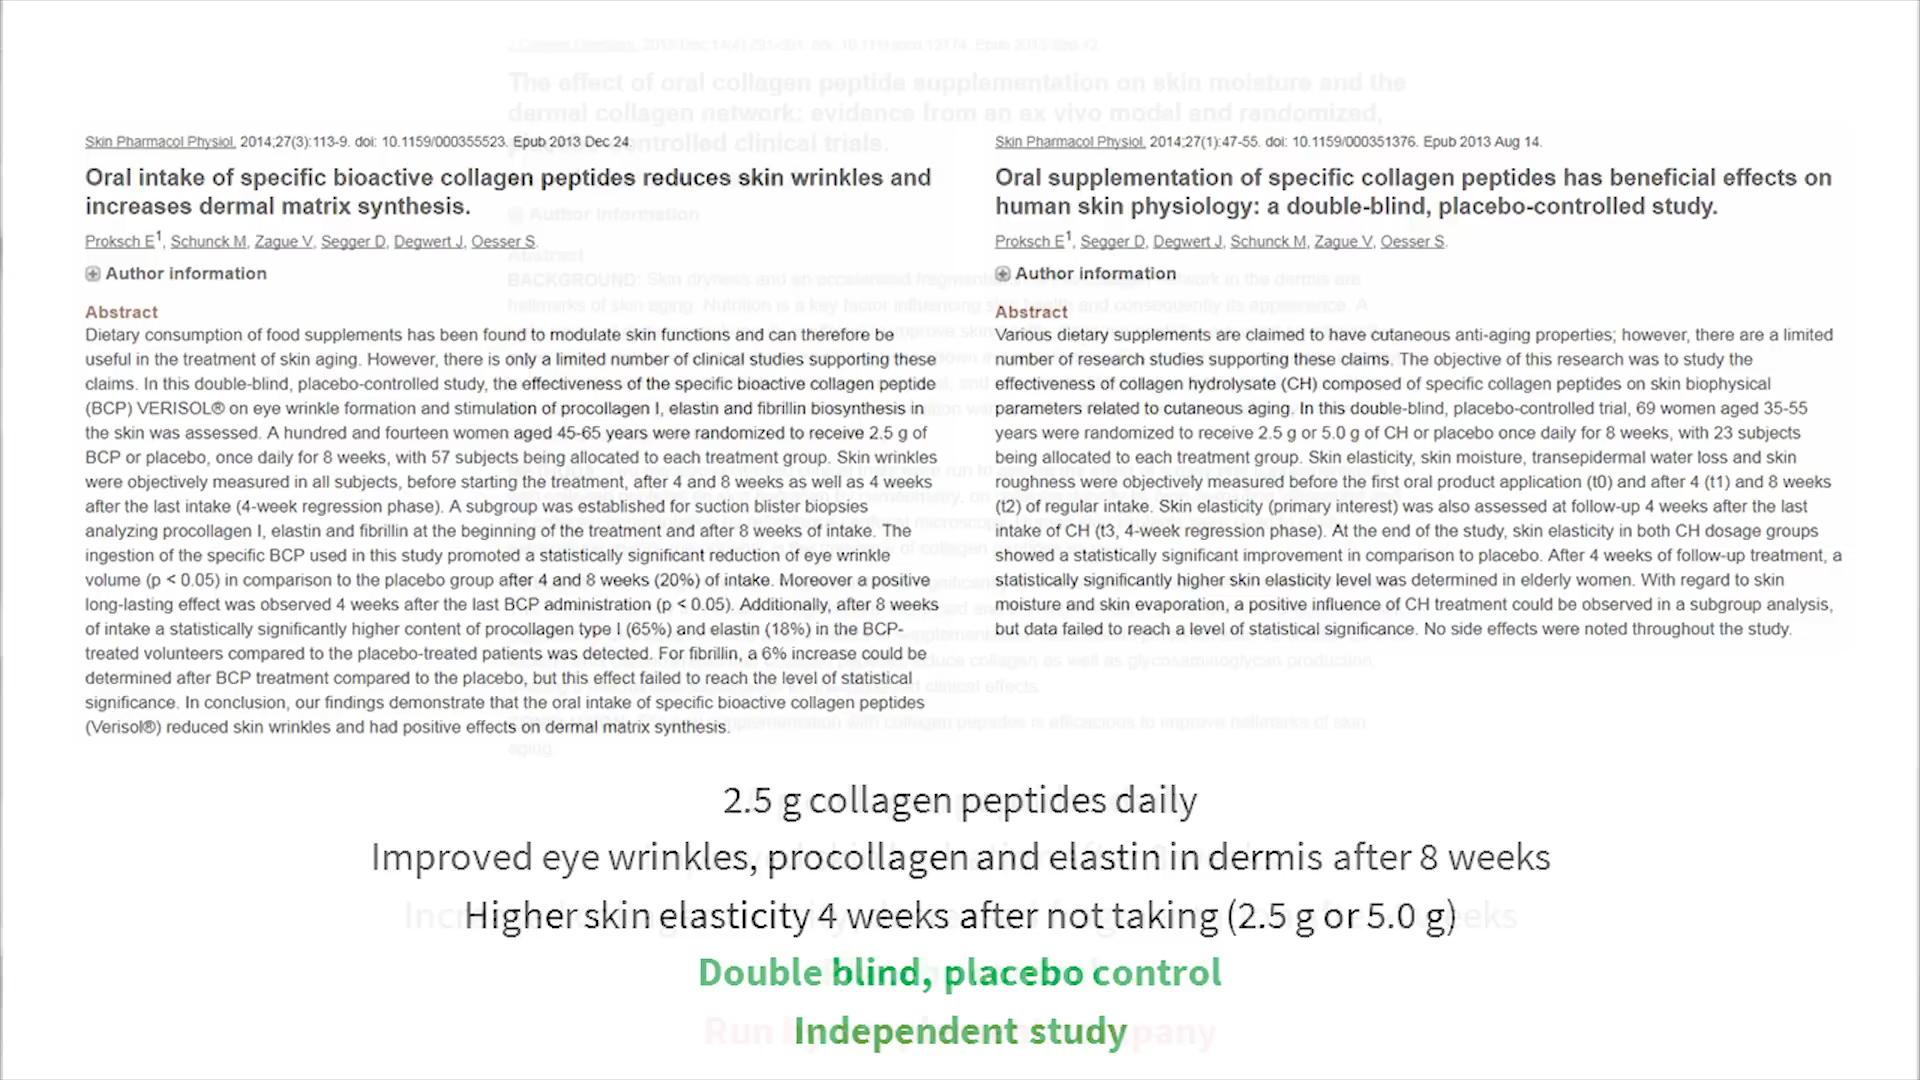 Skin Pharmacol Physiol. 2014;27(3):113-9. doi: 10.1159/000355523. Epub 2013 Dec 24.
Oral intake of specific bioactive collagen peptides reduces skin wrinkles and
increases dermal matrix synthesis.
Proksch E1, Schunck M, Zague V, Segger D, Degwert J, Oesser S.
Author information
Abstract
Dietary consumption of food supplements has been found to modulate skin functions and can therefore be
useful in the treatment of skin aging. However, there is only a limited number of clinical studies supporting these
claims. In this double-blind, placebo-controlled study, the effectiveness of the specific bioactive collagen peptide
(BCP) VERISOL® on eye wrinkle formation and stimulation of procollagen I, elastin and fibrillin biosynthesis in
the skin was assessed. A hundred and fourteen women aged 45-65 years were randomized to receive 2.5 g of
BCP or placebo, once daily for 8 weeks, with 57 subjects being allocated to each treatment group. Skin wrinkles
were objectively measured in all subjects, before starting the treatment, after 4 and 8 weeks as well as 4 weeks
after the last intake (4-week regression phase). A subgroup was established for suction blister biopsies
analyzing procollagen I, elastin and fibrillin at the beginning of the treatment and after 8 weeks of intake. The
ingestion of the specific BCP used in this study promoted a statistically significant reduction of eye wrinkle
volume (p < 0.05) in comparison to the placebo group after 4 and 8 weeks (20%) of intake. Moreover a positive
long-lasting effect was observed 4 weeks after the last BCP administration (p < 0.05). Additionally, after 8 weeks
of intake a statistically significantly higher content of procollagen type I (65%) and elastin (18%) in the BCP-
treated volunteers compared to the placebo-treated patients was detected. For fibrillin, a 6% increase could be
determined after BCP treatment compared to the placebo, but this effect failed to reach the level of statistical
significance. In conclusion, our findings demonstrate that the oral intake of specific bioactive collagen peptides
(Verisol®) reduced skin wrinkles and had positive effects on dermal matrix synthesis.
Skin Pharmacol Physiol. 2014;27(1):47-55. doi: 10.1159/000351376. Epub 2013 Aug 14.
Oral supplementation of specific collagen peptides has beneficial effects on
human skin physiology: a double-blind, placebo-controlled study.
Proksch E1, Segger D, Degwert J, Schunck M, Zague V, Oesser S.
Author information
Abstract
Various dietary supplements are claimed to have cutaneous anti-aging properties; however, there are a limited
number of research studies supporting these claims. The objective of this research was to study the
effectiveness of collagen hydrolysate (CH) composed of specific collagen peptides on skin biophysical
parameters related to cutaneous aging. In this double-blind, placebo-controlled trial, 69 women aged 35-55
years were randomized to receive 2.5 g or 5.0 g of CH or placebo once daily for 8 weeks, with 23 subjects
being allocated to each treatment group. Skin elasticity, skin moisture, transepidermal water loss and skin
roughness were objectively measured before the first oral product application (t0) and after 4 (t1) and 8 weeks
(t2) of regular intake. Skin elasticity (primary interest) was also assessed at follow-up 4 weeks after the last
intake of CH (t3, 4-week regression phase). At the end of the study, skin elasticity in both CH dosage groups
showed a statistically significant improvement in comparison to placebo. After 4 weeks of follow-up treatment, a
statistically significantly higher skin elasticity level was determined in elderly women. With regard to skin
moisture and skin evaporation, a positive influence of CH treatment could be observed in a subgroup analysis,
but data failed to reach a level of statistical significance. No side effects were noted throughout the study.
The effect of oral collagen peptide supplementation on skin moisture and the
dermal collagen network: evidence from an ex vivo model and randomized,
controlled clinical trials.
Author information
Abstract
2.5 g collagen peptides daily
Improved eye wrinkles, procollagen and elastin in dermis after 8 weeks
Higher skin elasticity 4 weeks after not taking (2.5 g or 5.0 g)
Double blind, placebo control
Independent study